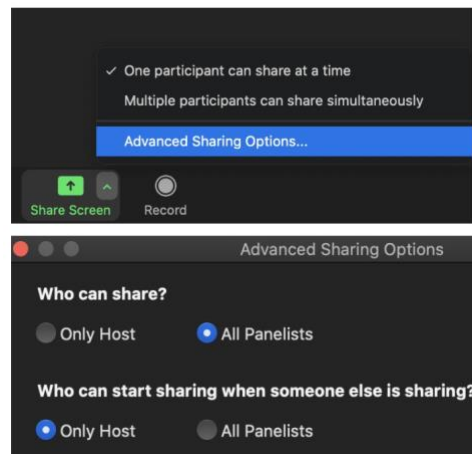 One participant can share at a time
Multiple participants can share simultaneously
Advanced Sharing Options...
Share Screen
Record
Advanced Sharing Options
Who can share?
Only Host
All Panelists
Who can start sharing when someone else is sharing?
Only Host
All Panelists